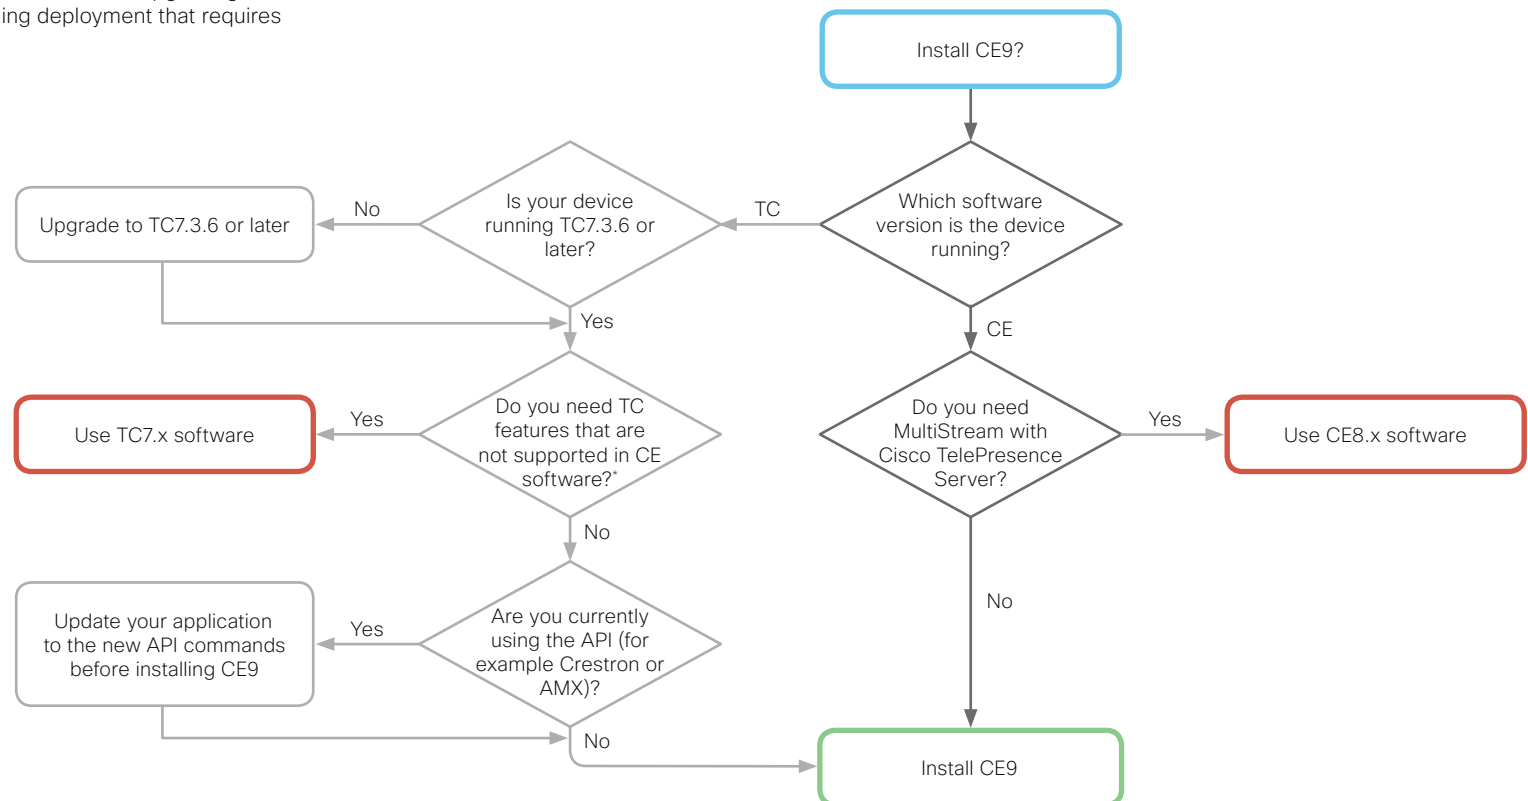 ing deployment that requires
Install CE9?
Which software
version is the device
running?
TC
Is your device
running TC7.3.6 or
later?
No
Upgrade to TC7.3.6 or later
Yes
CE
Do you need TC
features that are
not supported in CE
software?*
Yes
Use TC7.x software
Do you need
MultiStream with
Cisco TelePresence
Server?
Yes
Use CE8.x software
No
Are you currently
using the API (for
example Crestron or
AMX)?
Yes
Update your application
to the new API commands
before installing CE9
No
No
Install CE9